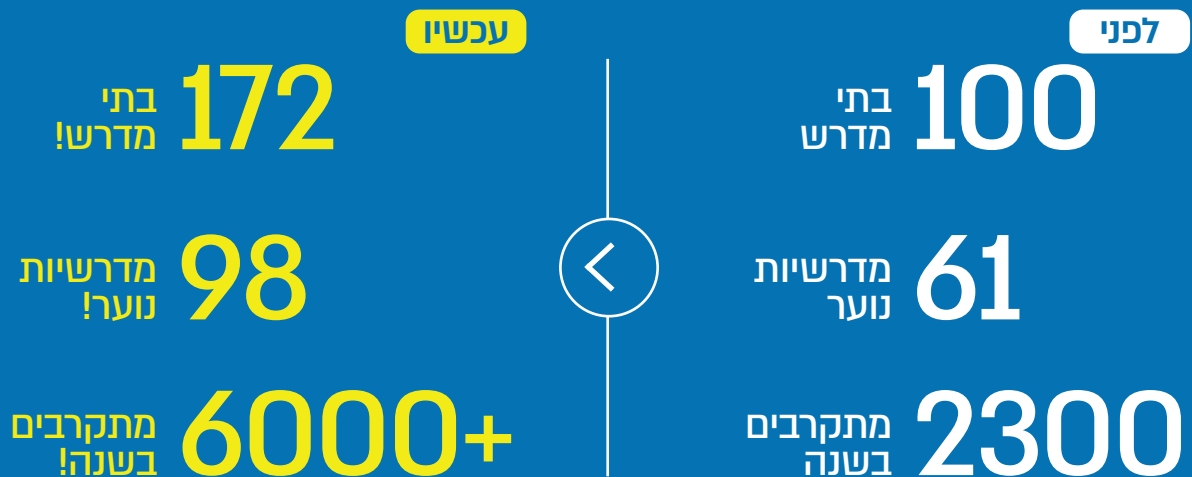 לפני
100
בתי
מדרש
61
מדרשיות
נוער
2300
מתקרבים
בשנה
עכשיו
172
בתי
מדרש!
98
מדרשיות
נוער!
6000+
מתקרבים
בשנה!